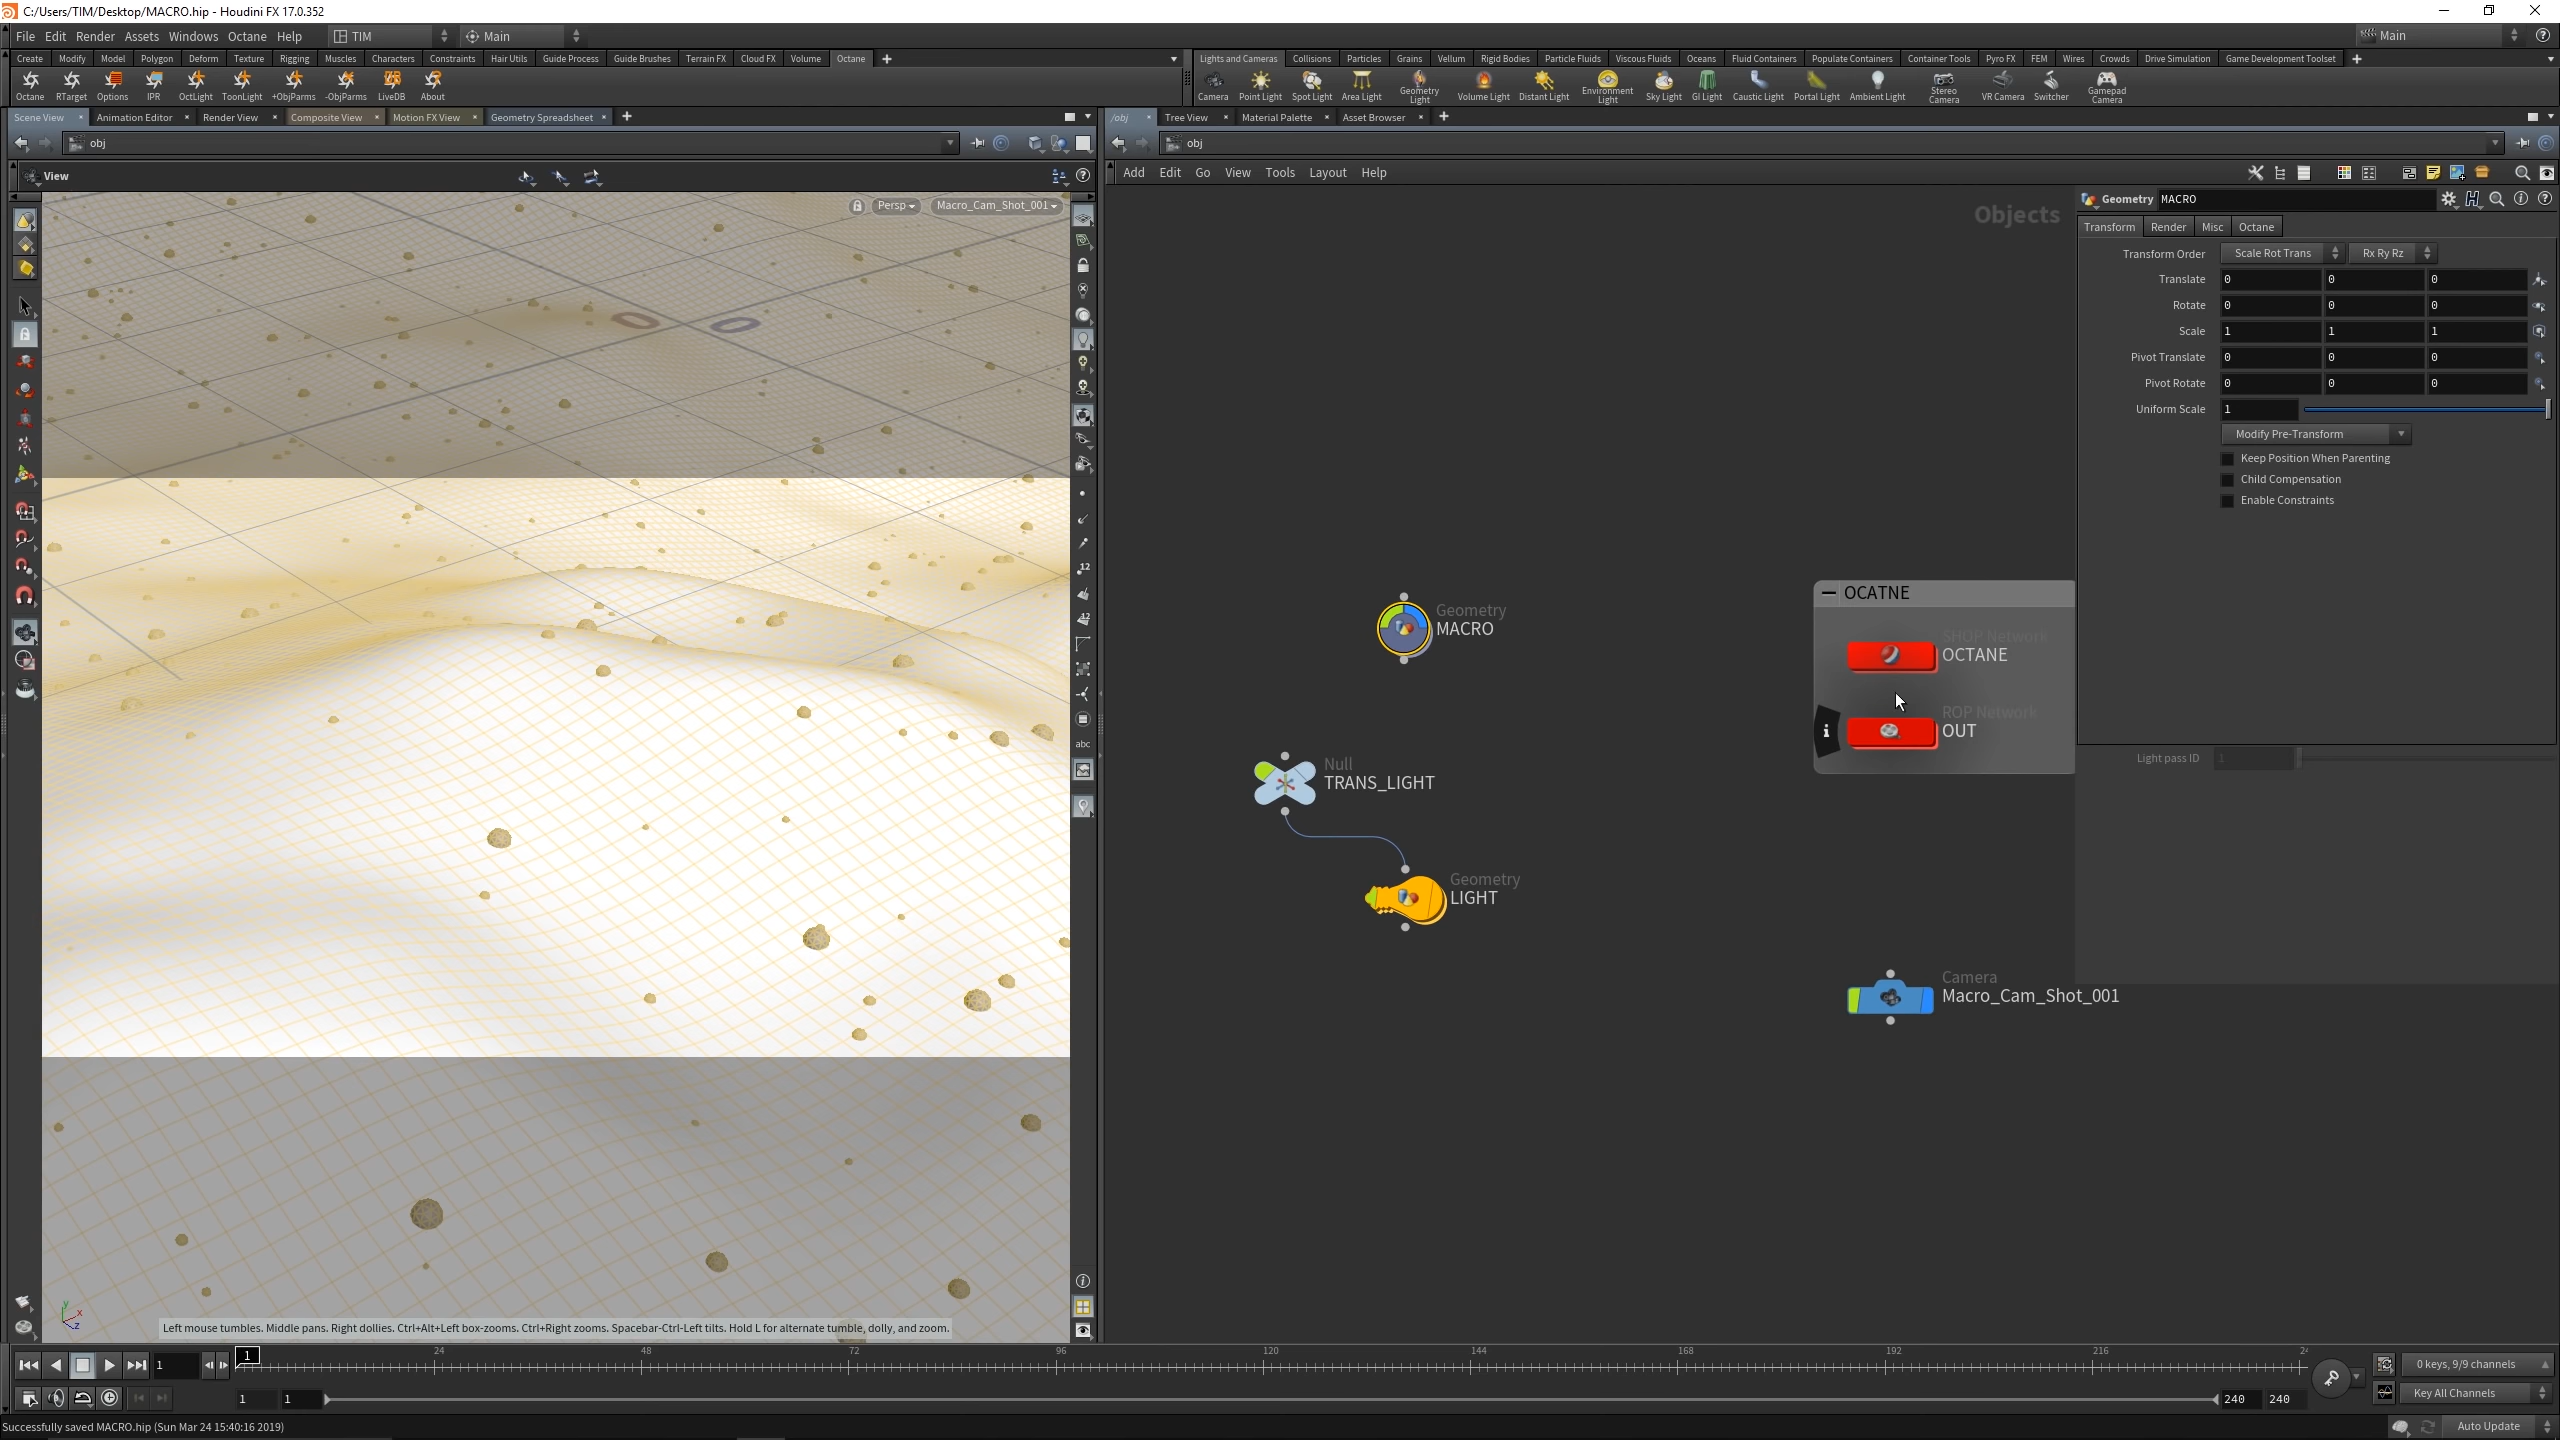 C:/Users/TIM/Desktop/MACRO.hip - Houdini FX 17.0.352
File Edit Render Assets Windows Octane Help TIM Main Main
Create Modify Model Polygon Deform Texture Rigging Muscles Characters Constraints Hair Utils Guide Process Guide Brushes Terrain FX Cloud FX Volume Octane
Lights and Cameras Collisions Particles Grains Vellum Rigid Bodies Particle Fluids Viscous Fluids Oceans Fluid Containers Populate Containers Container Tools Pyro FX FEM Wires Crowds Drive Simulation Game Development Toolset
Octane RTarget Options IPR OctLight ToonLight +ObjParms -ObjParms LiveDB About
Camera Point Light Spot Light Area Light Geometry Light Volume Light Distant Light Environment Light Sky Light GI Light Caustic Light Portal Light Ambient Light Stereo Camera VR Camera Switcher Gamepad Camera
Scene View Animation Editor Render View Composite View Motion FX View Geometry Spreadsheet
/obj Tree View Material Palette Asset Browser
obj
obj
View
Add Edit Go View Tools Layout Help
Persp Macro_Cam_Shot_001
Objects
Geometry MACRO
Transform Render Misc Octane
Transform Order Scale Rot Trans Rx Ry Rz
Translate 0 0 0
Rotate 0 0 0
Scale 1 1 1
Pivot Translate 0 0 0
Pivot Rotate 0 0 0
Uniform Scale 1
Modify Pre-Transform
Keep Position When Parenting
Child Compensation
Enable Constraints
Light pass ID 1
Geometry
MACRO
OCATNE
SHOP Network
OCTANE
ROP Network
OUT
Null
TRANS_LIGHT
Geometry
LIGHT
Camera
Macro_Cam_Shot_001
12
12
abc
y x z
Left mouse tumbles. Middle pans. Right dollies. Ctrl+Alt+Left box-zooms. Ctrl+Right zooms. Spacebar-Ctrl-Left tilts. Hold L for alternate tumble, dolly, and zoom.
1 1 24 48 72 96 120 144 168 192 216 24
0 keys, 9/9 channels
1 1 240 240
Key All Channels
Successfully saved MACRO.hip (Sun Mar 24 15:40:16 2019)
Auto Update